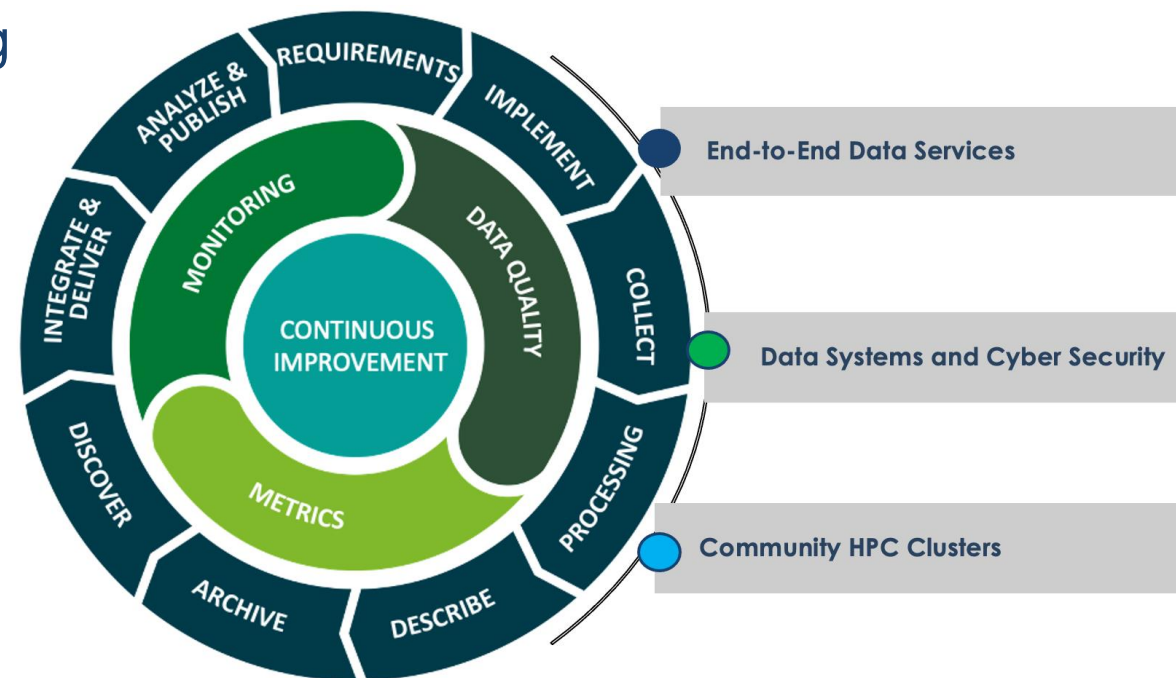 REQUIREMENTS
IMPLEMENT
COLLECT
PROCESSING
DESCRIBE
ARCHIVE
DISCOVER
INTEGRATE &
DELIVER
ANALYZE &
PUBLISH
MONITORING
DATA QUALITY
METRICS
CONTINUOUS
IMPROVEMENT
End-to-End Data Services
Data Systems and Cyber Security
Community HPC Clusters